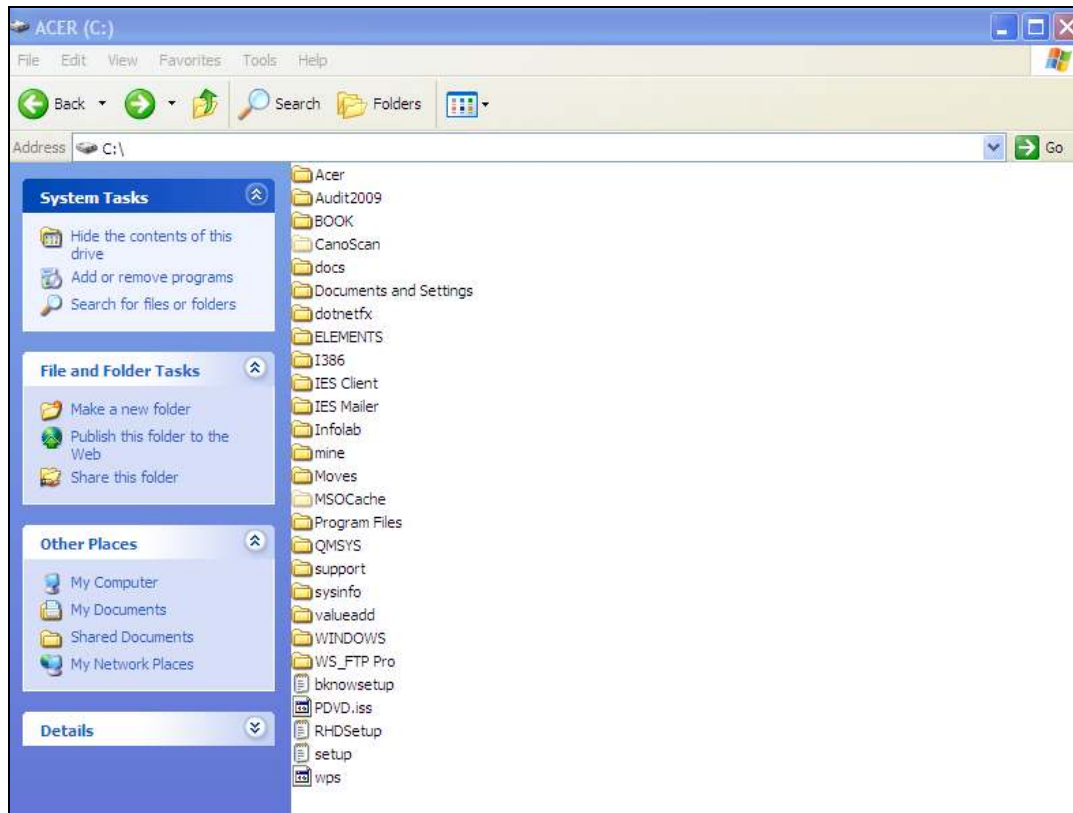 ACER (C:)
File Edit View Favorites Tools Help
Back Search Folders
Address C:\ Go
System Tasks
Hide the contents of this
drive
Add or remove programs
Search for files or folders
File and Folder Tasks
Make a new folder
Publish this folder to the
Web
Share this folder
Other Places
My Computer
My Documents
Shared Documents
My Network Places
Details
Acer
Audit2009
BOOK
CanoScan
docs
Documents and Settings
dotnetfx
ELEMENTS
I386
IES Client
IES Mailer
Infolab
mine
Moves
MSOCache
Program Files
QMSYS
support
sysinfo
valueadd
WINDOWS
WS_FTP Pro
bknowsetup
PDVD.iss
RHDSetup
setup
wps